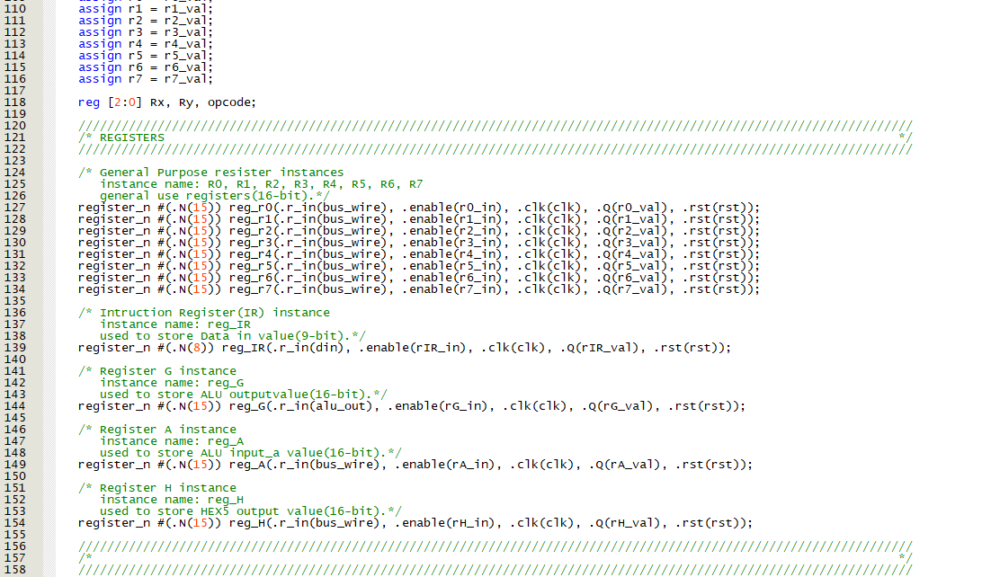 110 assign r1 = r1_val;
111 assign r2 = r2_val;
112 assign r3 = r3_val;
113 assign r4 = r4_val;
114 assign r5 = r5_val;
115 assign r6 = r6_val;
116 assign r7 = r7_val;
117
118 reg [2:0] Rx, Ry, opcode;
119
120 ////////////////////////////////////////////////////////////////////////////////////////////////////////////////////
121 /* REGISTERS */
122 ////////////////////////////////////////////////////////////////////////////////////////////////////////////////////
123
124 /* General Purpose resister instances
125 instance name: R0, R1, R2, R3, R4, R5, R6, R7
126 general use registers(16-bit).*/
127 register_n #(.N(15)) reg_r0(.r_in(bus_wire), .enable(r0_in), .clk(clk), .Q(r0_val), .rst(rst));
128 register_n #(.N(15)) reg_r1(.r_in(bus_wire), .enable(r1_in), .clk(clk), .Q(r1_val), .rst(rst));
129 register_n #(.N(15)) reg_r2(.r_in(bus_wire), .enable(r2_in), .clk(clk), .Q(r2_val), .rst(rst));
130 register_n #(.N(15)) reg_r3(.r_in(bus_wire), .enable(r3_in), .clk(clk), .Q(r3_val), .rst(rst));
131 register_n #(.N(15)) reg_r4(.r_in(bus_wire), .enable(r4_in), .clk(clk), .Q(r4_val), .rst(rst));
132 register_n #(.N(15)) reg_r5(.r_in(bus_wire), .enable(r5_in), .clk(clk), .Q(r5_val), .rst(rst));
133 register_n #(.N(15)) reg_r6(.r_in(bus_wire), .enable(r6_in), .clk(clk), .Q(r6_val), .rst(rst));
134 register_n #(.N(15)) reg_r7(.r_in(bus_wire), .enable(r7_in), .clk(clk), .Q(r7_val), .rst(rst));
135
136 /* Intruction Register(IR) instance
137 instance name: reg_IR
138 used to store Data in value(9-bit).*/
139 register_n #(.N(8)) reg_IR(.r_in(din), .enable(rIR_in), .clk(clk), .Q(rIR_val), .rst(rst));
140
141 /* Register G instance
142 instance name: reg_G
143 used to store ALU outputvalue(16-bit).*/
144 register_n #(.N(15)) reg_G(.r_in(alu_out), .enable(rG_in), .clk(clk), .Q(rG_val), .rst(rst));
145
146 /* Register A instance
147 instance name: reg_A
148 used to store ALU input_a value(16-bit).*/
149 register_n #(.N(15)) reg_A(.r_in(bus_wire), .enable(rA_in), .clk(clk), .Q(rA_val), .rst(rst));
150
151 /* Register H instance
152 instance name: reg_H
153 used to store HEX5 output value(16-bit).*/
154 register_n #(.N(15)) reg_H(.r_in(bus_wire), .enable(rH_in), .clk(clk), .Q(rH_val), .rst(rst));
155
156 ////////////////////////////////////////////////////////////////////////////////////////////////////////////////////
157 /* */
158 ////////////////////////////////////////////////////////////////////////////////////////////////////////////////////